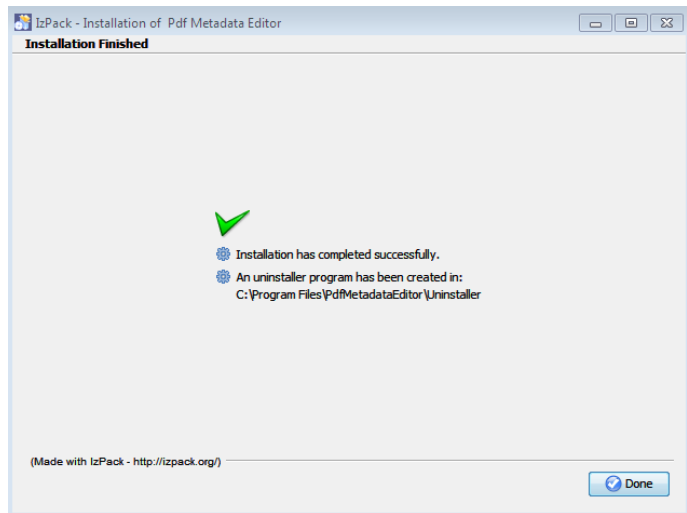 IzPack - Installation of Pdf Metadata Editor
Installation Finished
Installation has completed successfully.
An uninstaller program has been created in:
C:\Program Files\PdfMetadataEditor\Uninstaller
(Made with IzPack - http://izpack.org/)
Done